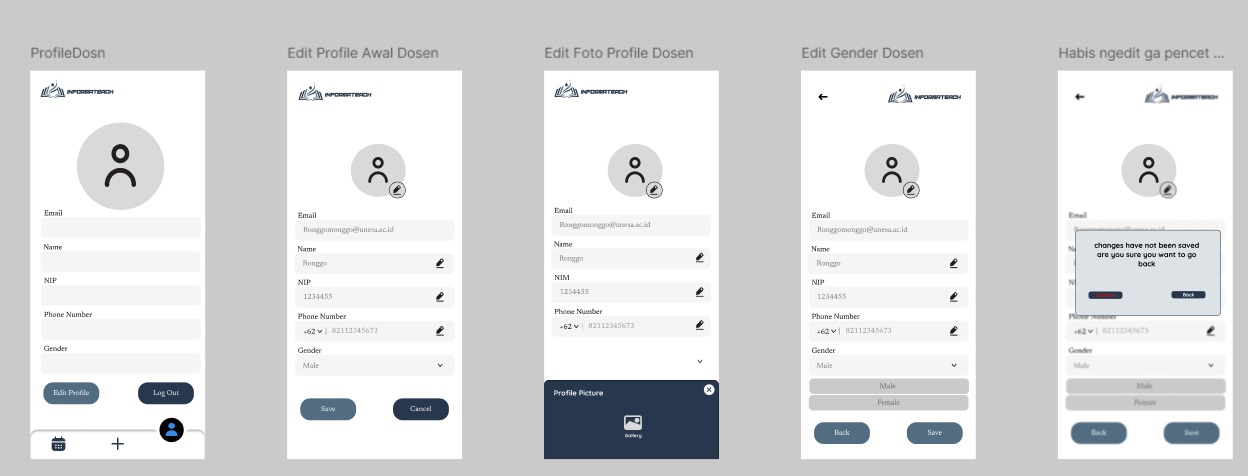 ProfileDosn
INFORMATEACH
Email
Name
NIP
Phone Number
Gender
Edit Profile
Log Out
Edit Profile Awal Dosen
INFORMATEACH
Email
Ronggomonggo@unesa.ac.id
Name
Ronggo
NIP
1234455
Phone Number
+62 | 82112345673
Gender
Male
Save
Cancel
Edit Foto Profile Dosen
INFORMATEACH
Email
Ronggomonggo@unesa.ac.id
Name
Ronggo
NIM
1234455
Phone Number
+62 | 82112345673
Profile Picture
Gallery
Edit Gender Dosen
INFORMATEACH
Email
Ronggomonggo@unesa.ac.id
Name
Ronggo
NIP
1234455
Phone Number
+62 | 82112345673
Gender
Male
Male
Female
Back
Save
Habis ngedit ga pencet ...
INFORMATEACH
Email
changes have not been saved
are you sure you want to go
back
Back
Phone Number
+62 | 82112345673
Gender
Male
Male
Female
Back
Save